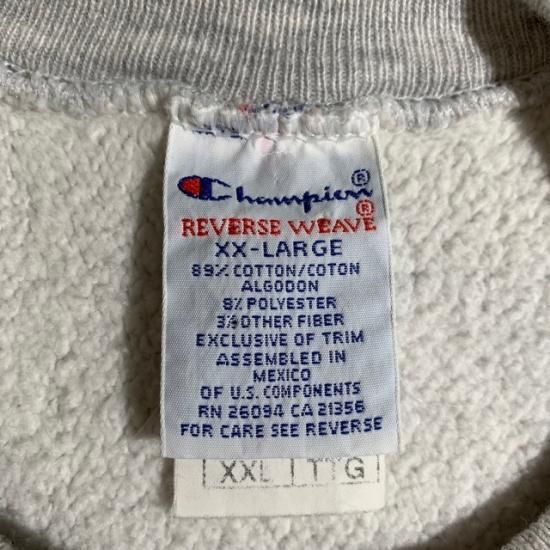 Champion®
REVERSE WEAVE®
XX-LARGE
89% COTTON/COTON
ALGODON
8% POLYESTER
3% OTHER FIBER
EXCLUSIVE OF TRIM
ASSEMBLED IN
MEXICO
OF U.S. COMPONENTS
RN 26094 CA 21356
FOR CARE SEE REVERSE
XXL TTG